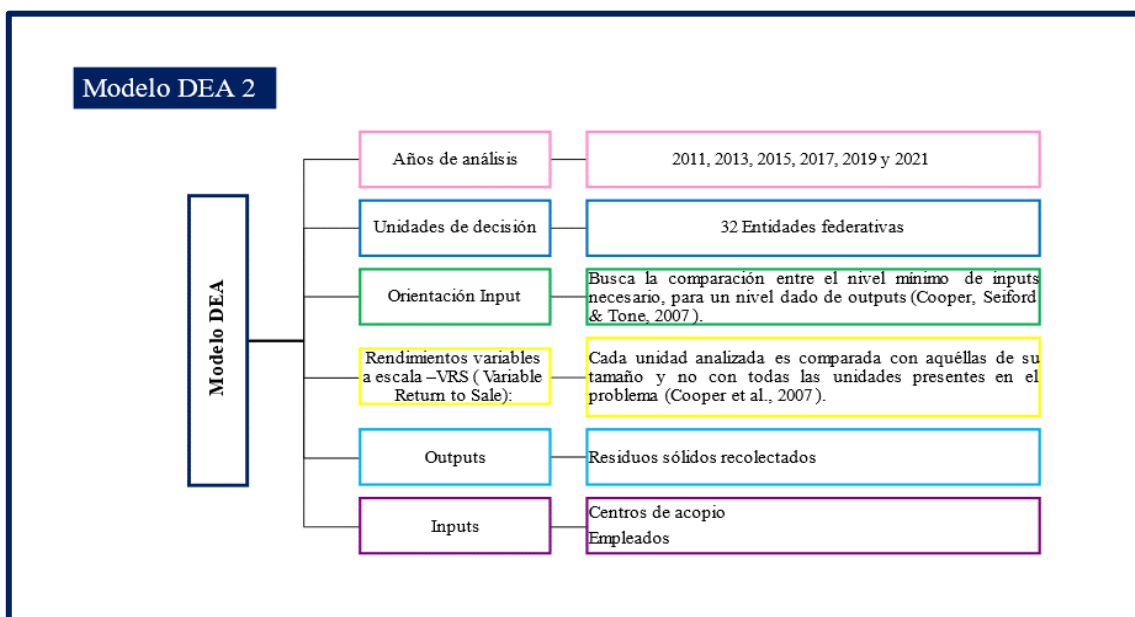 Modelo DEA 2
Modelo DEA
Años de análisis
2011, 2013, 2015, 2017, 2019 y 2021
Unidades de decisión
32 Entidades federativas
Orientación Input
Busca la comparación entre el nivel mínimo de inputs
necesario, para un nivel dado de outputs (Cooper, Seiford
& Tone, 2007 ).
Rendimientos variables
a escala –VRS ( Variable
Return to Sale):
Cada unidad analizada es comparada con aquéllas de su
tamaño y no con todas las unidades presentes en el
problema (Cooper et al., 2007 ).
Outputs
Residuos sólidos recolectados
Inputs
Centros de acopio
Empleados